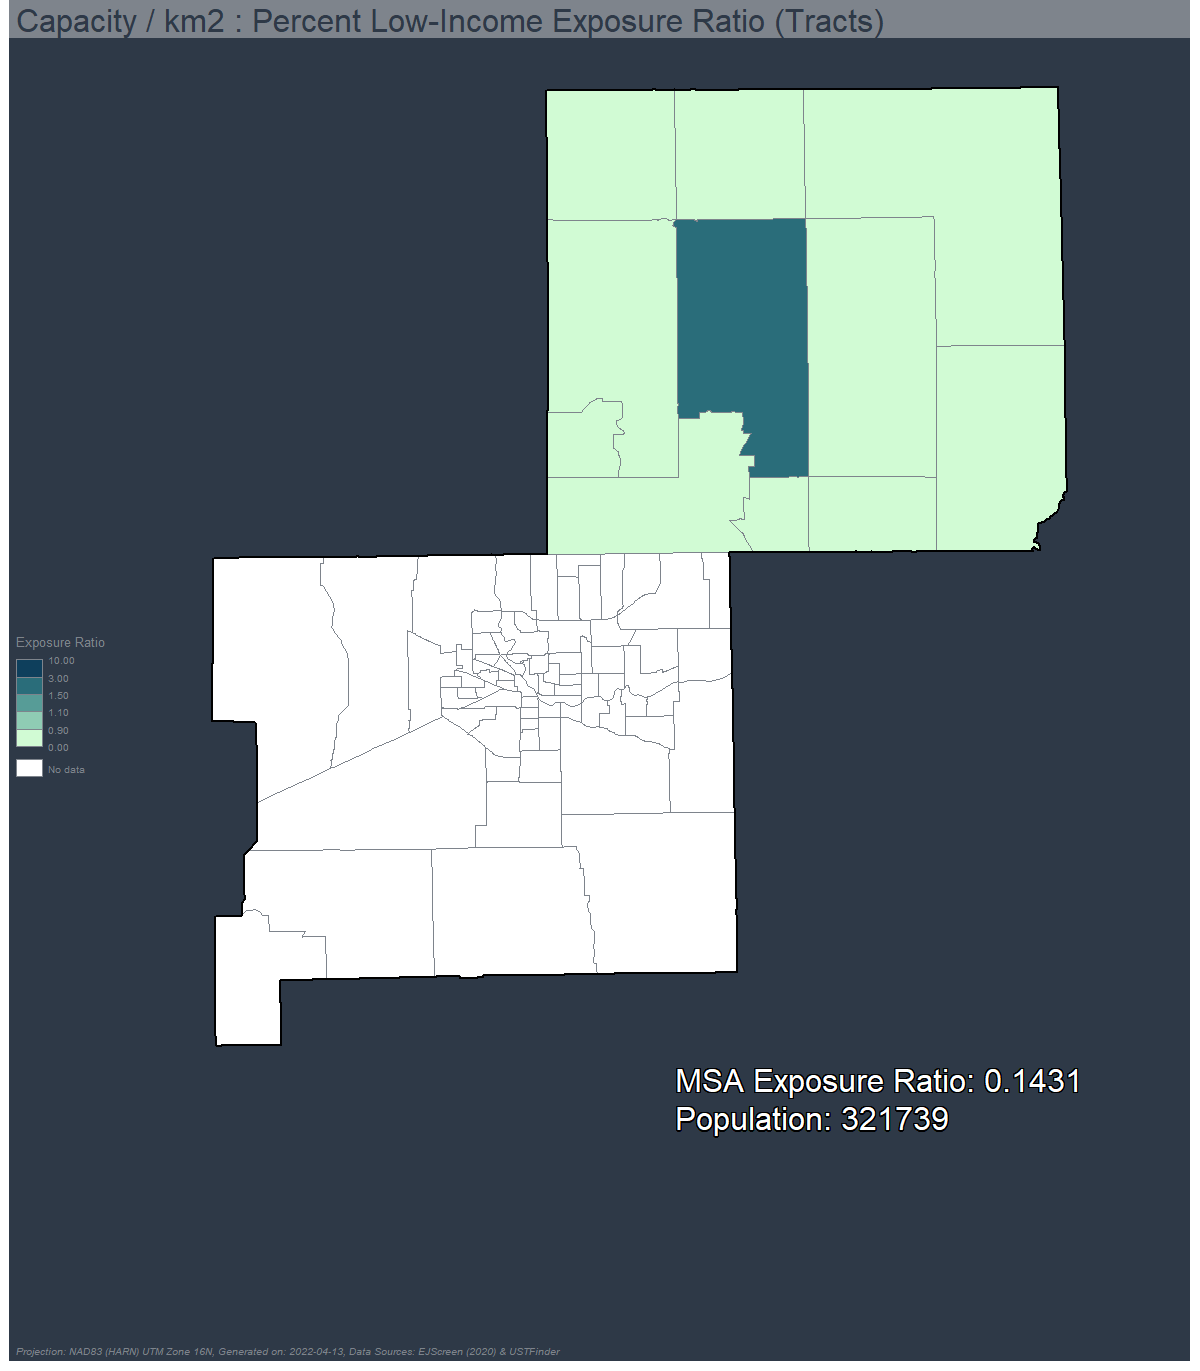 Capacity / km2 : Percent Low-Income Exposure Ratio (Tracts)
Exposure Ratio
10.00
3.00
1.50
1.10
0.90
0.00
No data
MSA Exposure Ratio: 0.1431
Population: 321739
Projection: NAD83 (HARN) UTM Zone 16N, Generated on: 2022-04-13, Data Sources: EJScreen (2020) & USTFinder